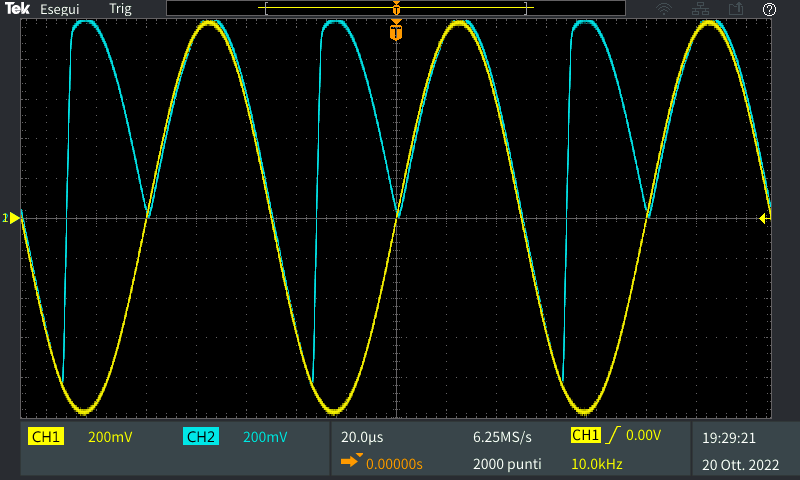 Tek Esegui Trig
T
T
CH1 200mV CH2 200mV 20.0µs 6.25MS/s CH1 0.00V 19:29:21
0.00000s 2000 punti 10.0kHz 20 Ott. 2022